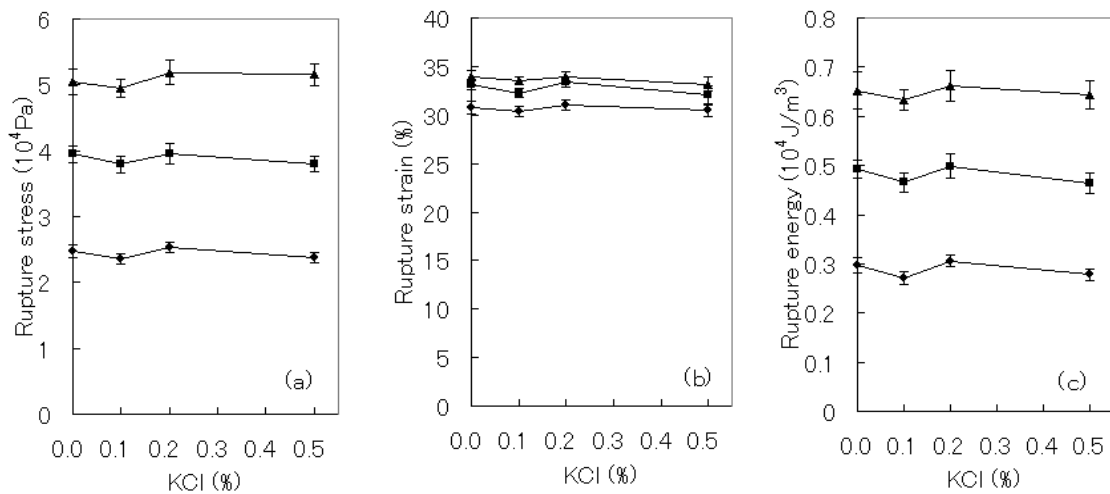 Rupture stress (10⁴Pa)
6
5
4
3
2
1
0
0.0 0.1 0.2 0.3 0.4 0.5
KCl (%)
(a)
Rupture strain (%)
40
35
30
25
20
15
10
5
0
0.0 0.1 0.2 0.3 0.4 0.5
KCl (%)
(b)
Rupture energy (10⁴J/m³)
0.8
0.7
0.6
0.5
0.4
0.3
0.2
0.1
0
0.0 0.1 0.2 0.3 0.4 0.5
KCl (%)
(c)